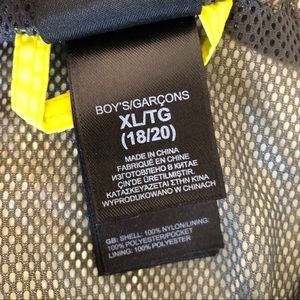 BOY'S/GARÇONS
XL/TG
(18/20)
MADE IN CHINA
FABRIQUÉ EN CHINE
ИЗГОТОВЛЕНО В КИТАЕ
ÇİN'DE ÜRETİLMİŞTİR.
ΚΑΤΑΣΚΕΥΑΖΕΤΑΙ ΣΤΗΝ ΚΙΝΑ
WYPRODUKOWANO W CHINACH
GB: SHELL: 100% NYLON/LINING:
100% POLYESTER/POCKET
LINING: 100% POLYESTER